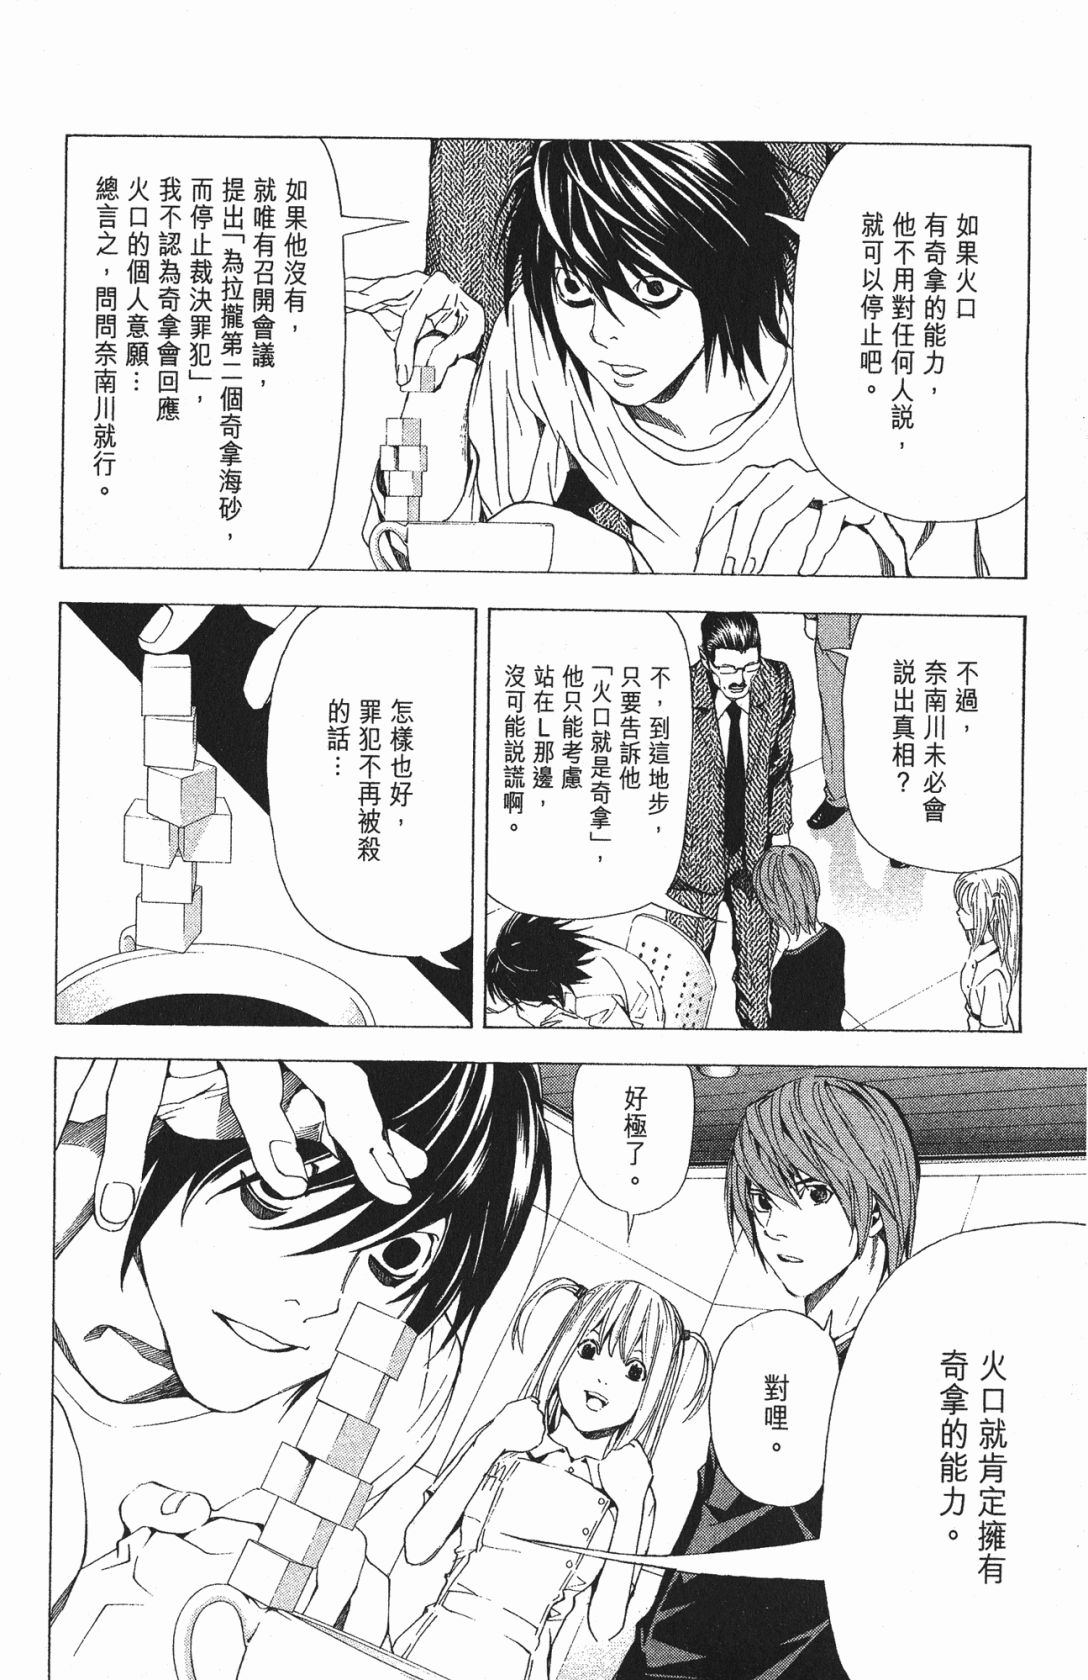 如果火口
有奇拿的能力，
他不用對任何人說，
就可以停止吧。
如果他沒有，
就唯有召開會議，
提出「為拉攏第二個奇拿海砂，
而停止裁決罪犯」，
我不認為奇拿會回應
火口的個人意願…
總言之，問問奈南川就行。
不過，
奈南川未必會
説出真相？
不，到這地步，
只要告訴他
「火口就是奇拿」，
他只能考慮
站在L那邊，
沒可能説謊啊。
怎樣也好，
罪犯不再被殺
的話…
火口就肯定擁有
奇拿的能力。
對哩。
好極了。